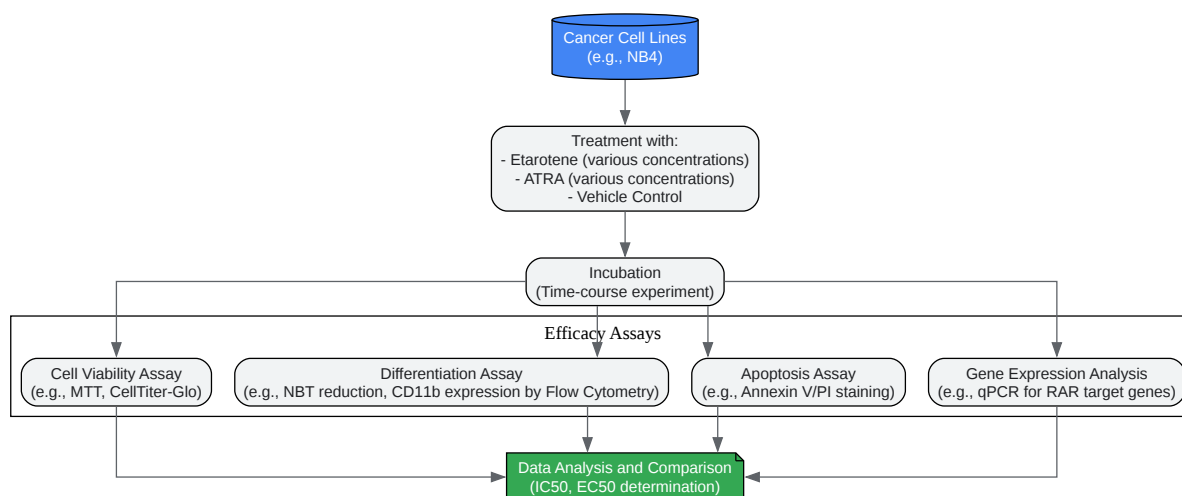 Cancer Cell Lines
(e.g., NB4)
Treatment with:
- Etarotene (various concentrations)
- ATRA (various concentrations)
- Vehicle Control
Incubation
(Time-course experiment)
Efficacy Assays
Cell Viability Assay
(e.g., MTT, CellTiter-Glo)
Differentiation Assay
(e.g., NBT reduction, CD11b expression by Flow Cytometry)
Apoptosis Assay
(e.g., Annexin V/PI staining)
Gene Expression Analysis
(e.g., qPCR for RAR target genes)
Data Analysis and Comparison
(IC50, EC50 determination)